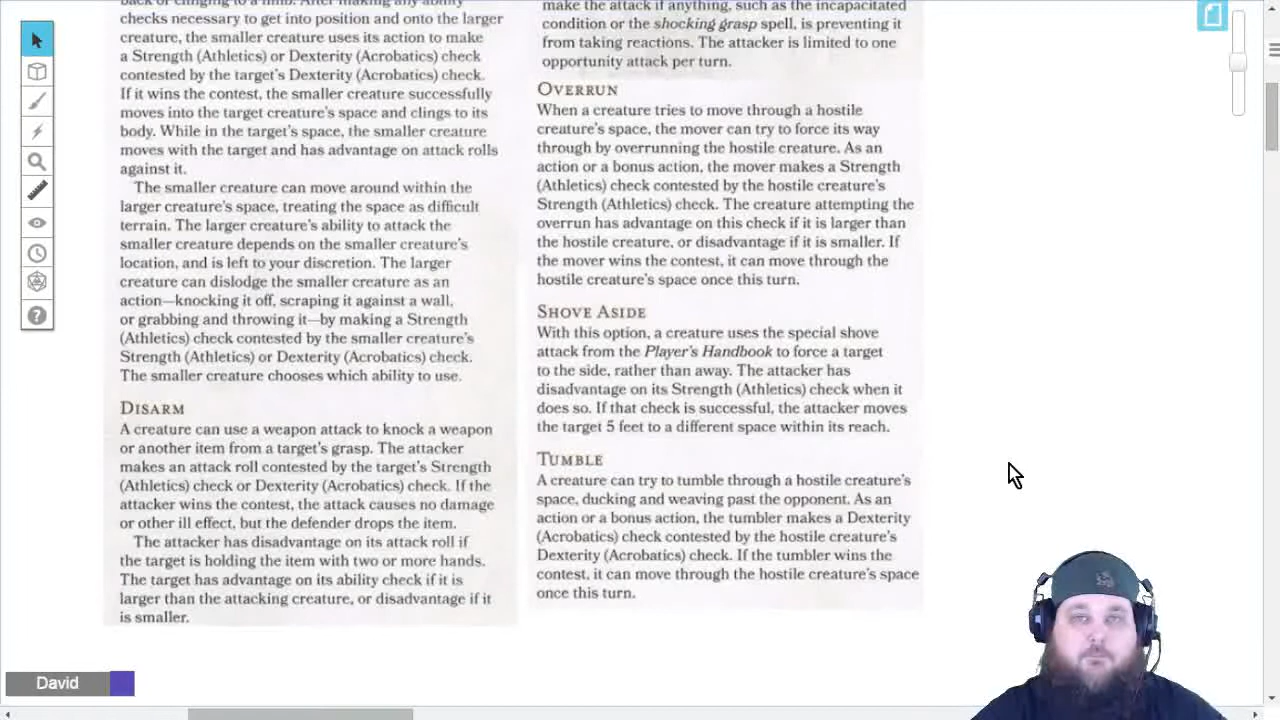 back or clinging to a limb. After making any ability
checks necessary to get into position and onto the larger
creature, the smaller creature uses its action to make
a Strength (Athletics) or Dexterity (Acrobatics) check
contested by the target's Dexterity (Acrobatics) check.
If it wins the contest, the smaller creature successfully
moves into the target creature's space and clings to its
body. While in the target's space, the smaller creature
moves with the target and has advantage on attack rolls
against it.
The smaller creature can move around within the
larger creature's space, treating the space as difficult
terrain. The larger creature's ability to attack the
smaller creature depends on the smaller creature's
location, and is left to your discretion. The larger
creature can dislodge the smaller creature as an
action—knocking it off, scraping it against a wall,
or grabbing and throwing it—by making a Strength
(Athletics) check contested by the smaller creature's
Strength (Athletics) or Dexterity (Acrobatics) check.
The smaller creature chooses which ability to use.
DISARM
A creature can use a weapon attack to knock a weapon
or another item from a target's grasp. The attacker
makes an attack roll contested by the target's Strength
(Athletics) check or Dexterity (Acrobatics) check. If the
attacker wins the contest, the attack causes no damage
or other ill effect, but the defender drops the item.
The attacker has disadvantage on its attack roll if
the target is holding the item with two or more hands.
The target has advantage on its ability check if it is
larger than the attacking creature, or disadvantage if it
is smaller.
make the attack if anything, such as the incapacitated
condition or the shocking grasp spell, is preventing it
from taking reactions. The attacker is limited to one
opportunity attack per turn.
OVERRUN
When a creature tries to move through a hostile
creature's space, the mover can try to force its way
through by overrunning the hostile creature. As an
action or a bonus action, the mover makes a Strength
(Athletics) check contested by the hostile creature's
Strength (Athletics) check. The creature attempting the
overrun has advantage on this check if it is larger than
the hostile creature, or disadvantage if it is smaller. If
the mover wins the contest, it can move through the
hostile creature's space once this turn.
SHOVE ASIDE
With this option, a creature uses the special shove
attack from the Player's Handbook to force a target
to the side, rather than away. The attacker has
disadvantage on its Strength (Athletics) check when it
does so. If that check is successful, the attacker moves
the target 5 feet to a different space within its reach.
TUMBLE
A creature can try to tumble through a hostile creature's
space, ducking and weaving past the opponent. As an
action or a bonus action, the tumbler makes a Dexterity
(Acrobatics) check contested by the hostile creature's
Dexterity (Acrobatics) check. If the tumbler wins the
contest, it can move through the hostile creature's space
once this turn.
David